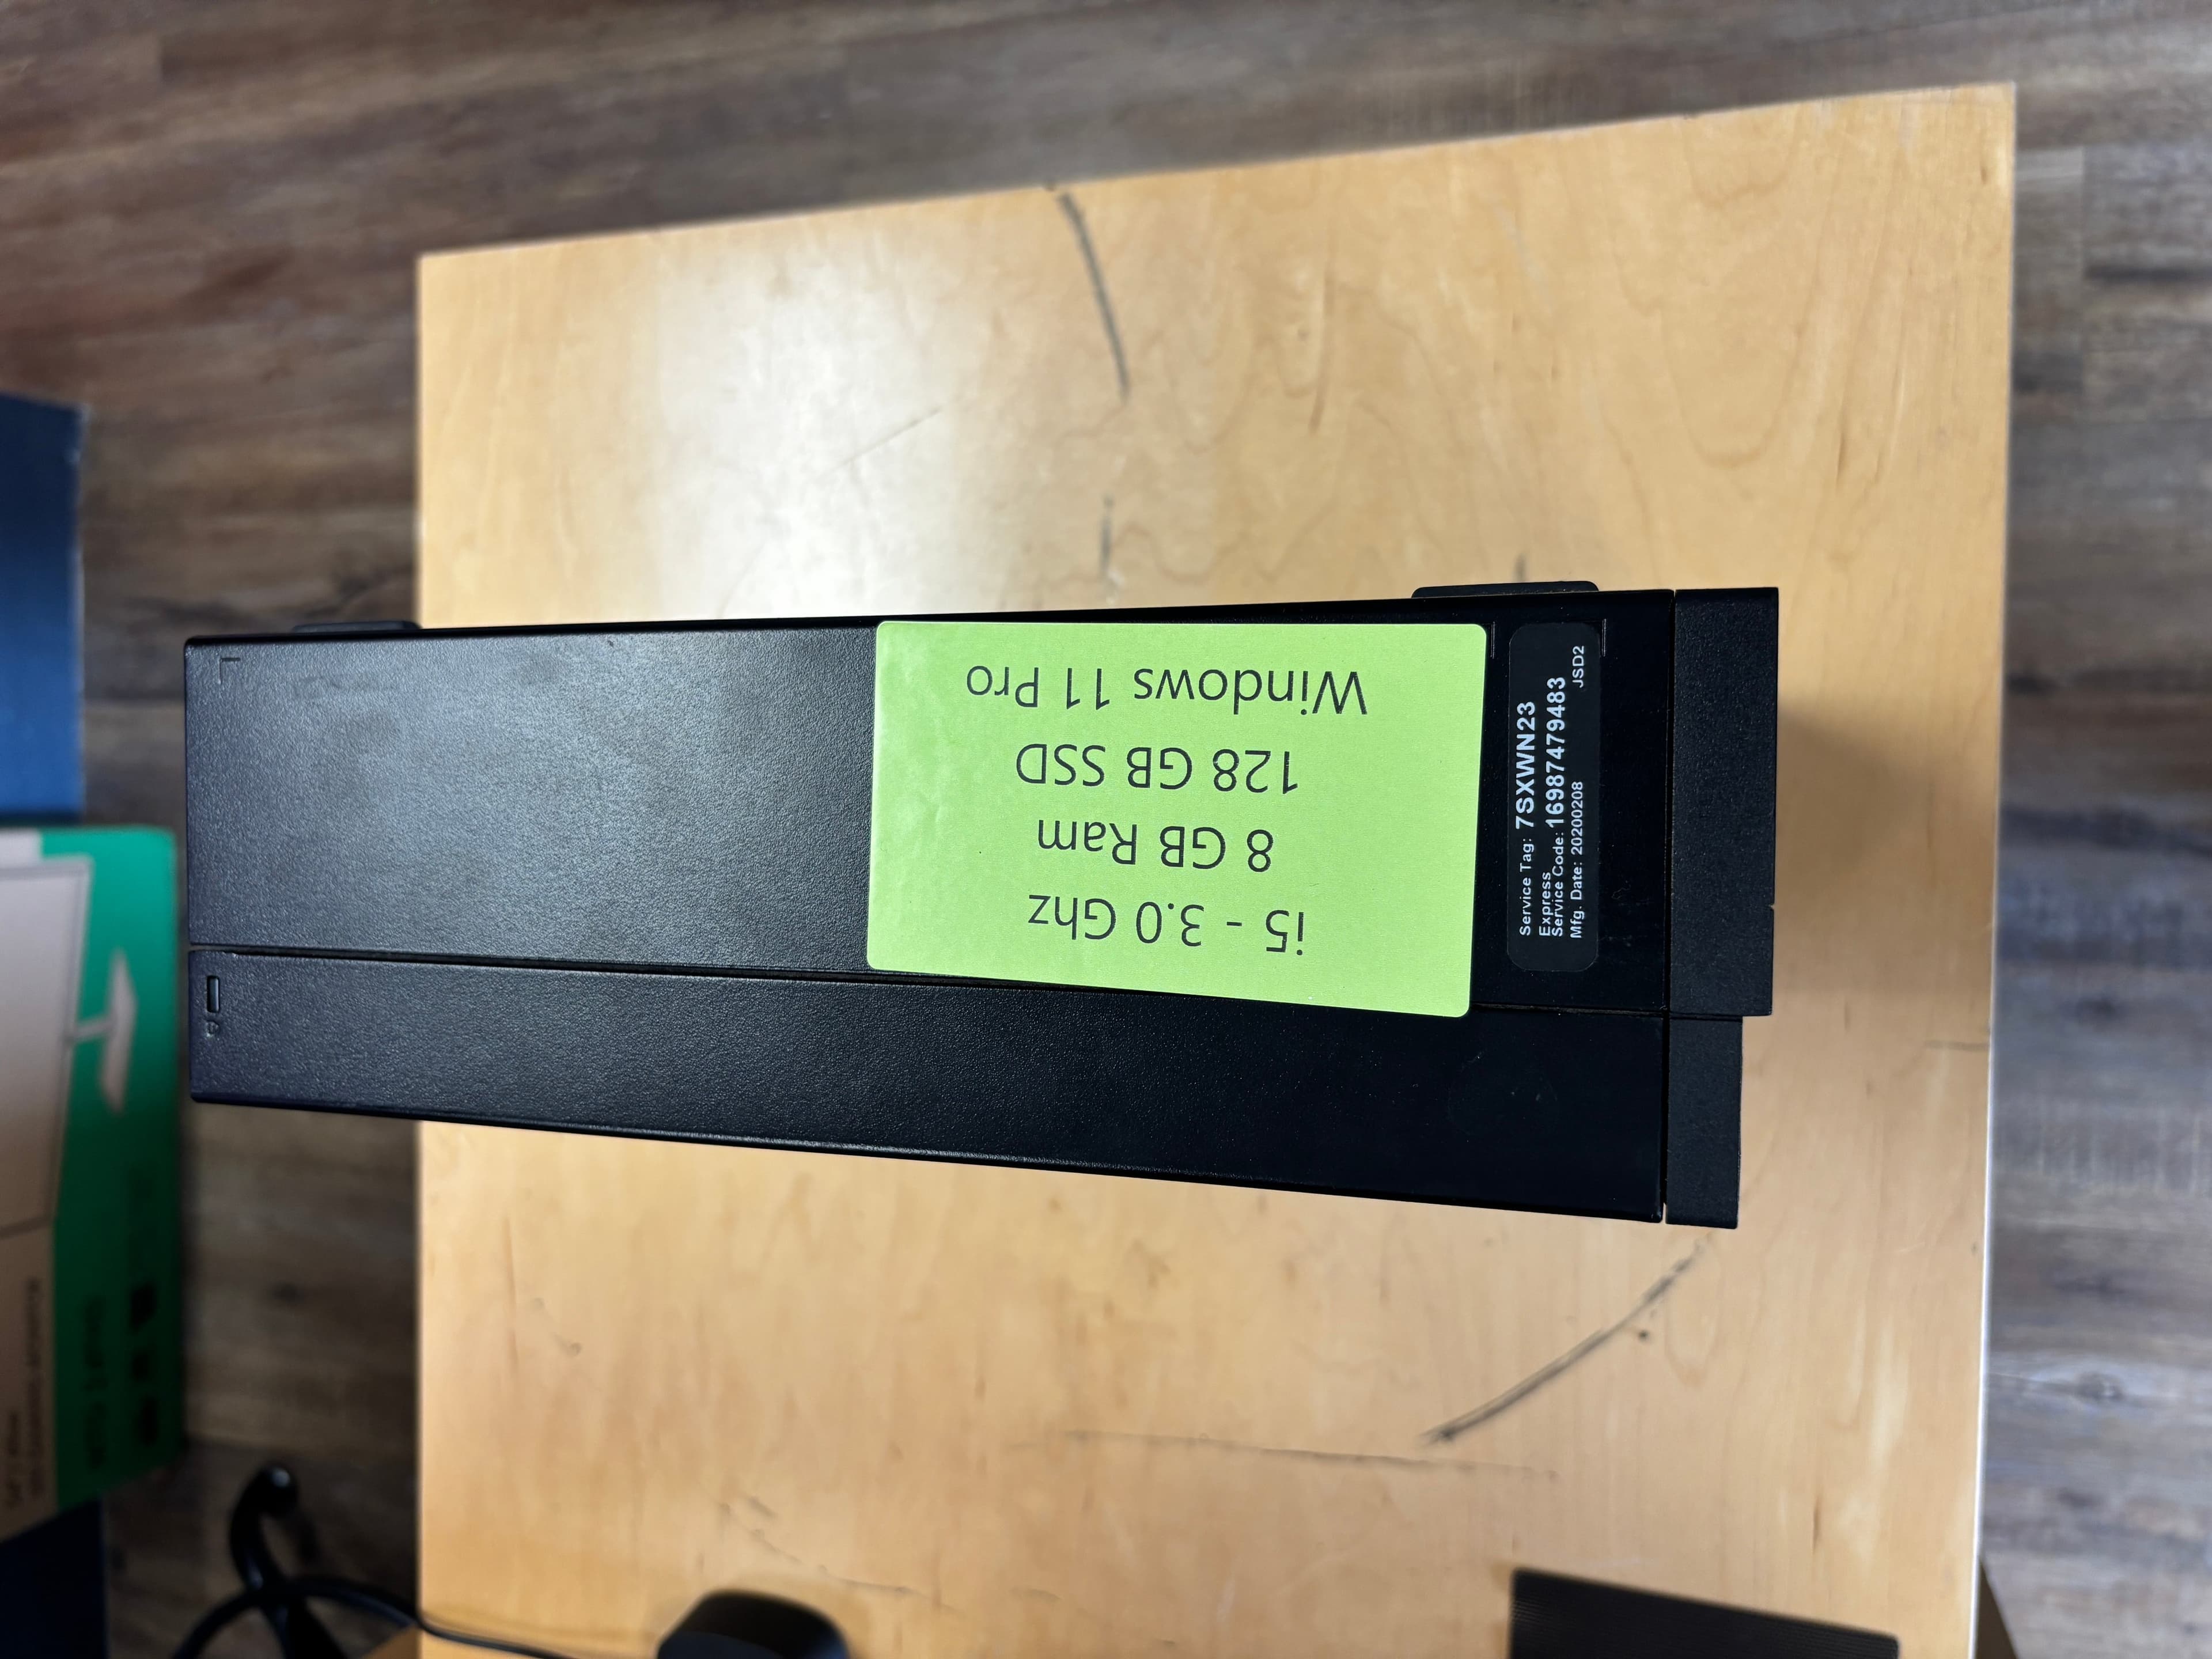 i5 - 3.0 Ghz
8 GB Ram
128 GB SSD
Windows 11 Pro
Service Tag: 7SXWN23
Express
Service Code: 16987479483
Mfg. Date: 20200208
JSD2